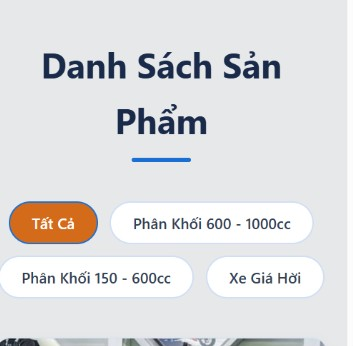 Danh Sách Sản
Phẩm
Tất Cả
Phân Khối 600 - 1000cc
Phân Khối 150 - 600cc
Xe Giá Hời